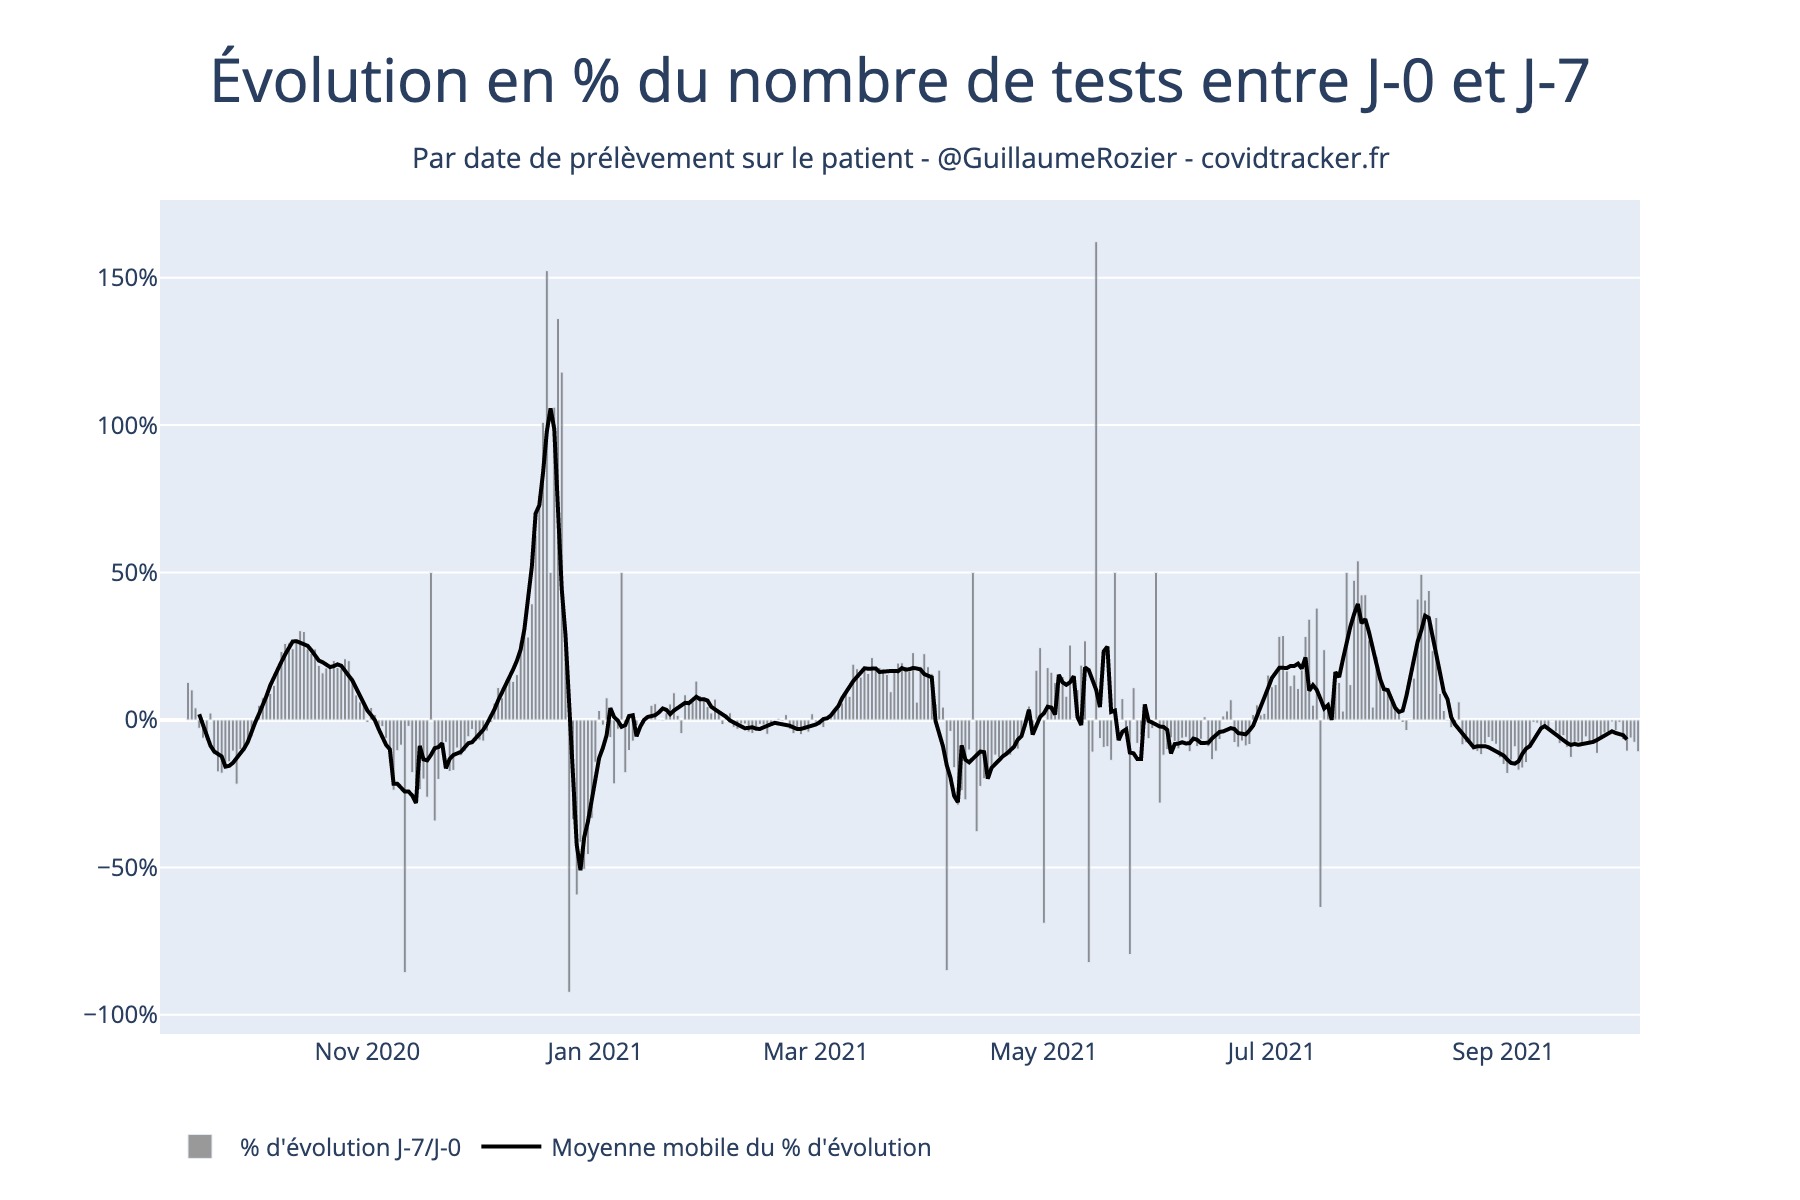 Évolution en % du nombre de tests entre J-0 et J-7
Par date de prélèvement sur le patient - @GuillaumeRozier - covidtracker.fr
150%
100%
50%
0%
−50%
−100%
Nov 2020
Jan 2021
Mar 2021
May 2021
Jul 2021
Sep 2021
% d'évolution J-7/J-0
Moyenne mobile du % d'évolution